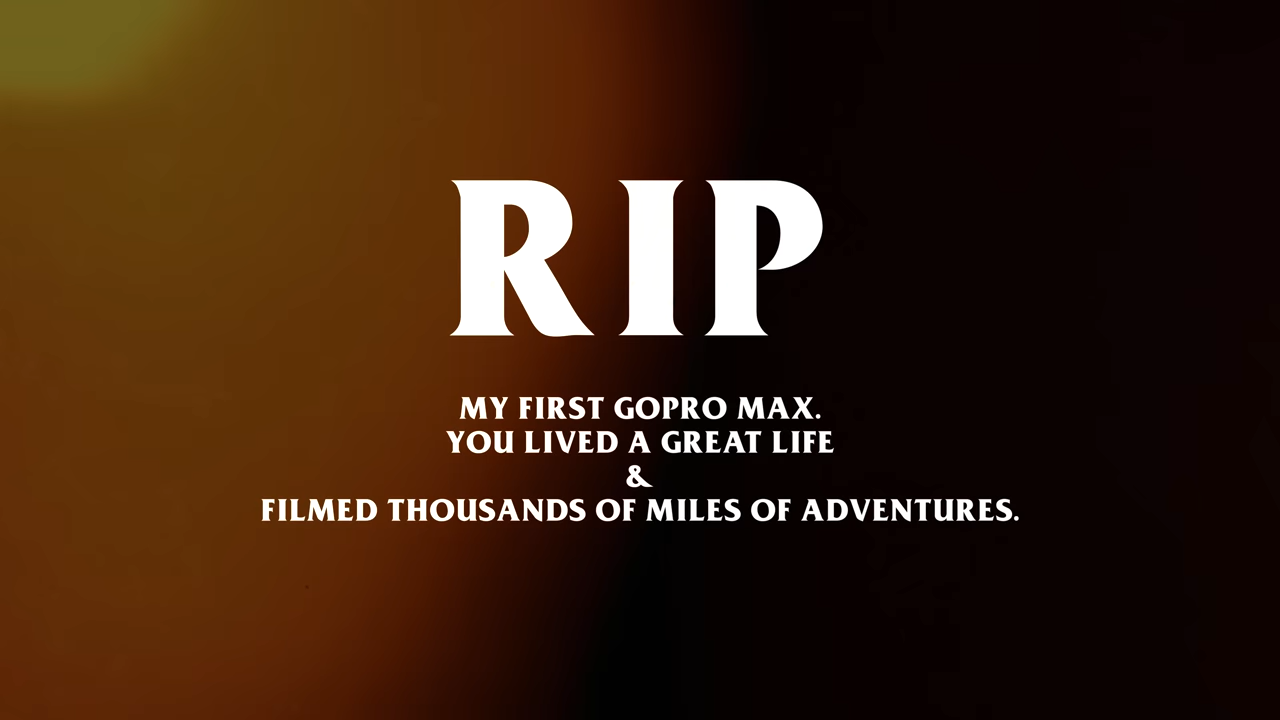 RIP
MY FIRST GOPRO MAX.
YOU LIVED A GREAT LIFE
&
FILMED THOUSANDS OF MILES OF ADVENTURES.